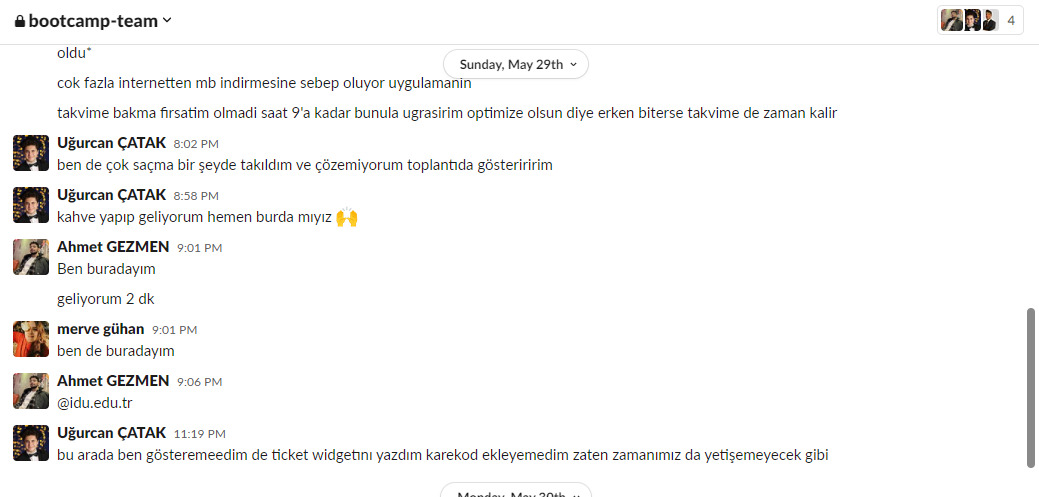 bootcamp-team
4
oldu*
Sunday, May 29th
cok fazla internetten mb indirmesine sebep oluyor uygulamanin
takvime bakma firsatim olmadi saat 9'a kadar bunula ugrasirim optimize olsun diye erken biterse takvime de zaman kalir
Uğurcan ÇATAK 8:02 PM
ben de çok saçma bir şeyde takıldım ve çözemiyorum toplantıda gösteriririm
Uğurcan ÇATAK 8:58 PM
kahve yapıp geliyorum hemen burda mıyız 🙌
Ahmet GEZMEN 9:01 PM
Ben buradayım
geliyorum 2 dk
merve gühan 9:01 PM
ben de buradayım
Ahmet GEZMEN 9:06 PM
@idu.edu.tr
Uğurcan ÇATAK 11:19 PM
bu arada ben gösteremeedim de ticket widgetını yazdım karekod ekleyemedim zaten zamanımız da yetişemeyecek gibi
Monday, May 30th